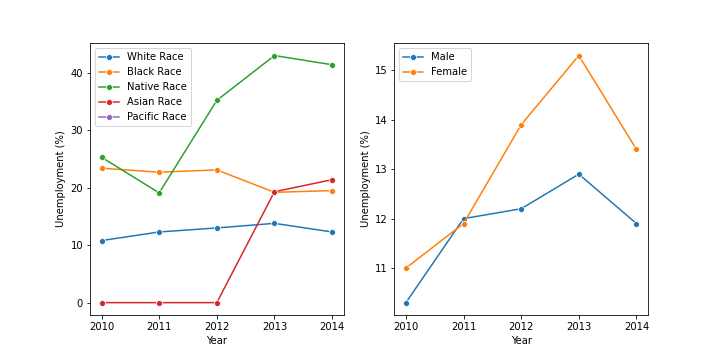 White Race
Black Race
Native Race
Asian Race
Pacific Race
40
30
20
10
0
Unemployment (%)
2010 2011 2012 2013 2014
Year
Male
Female
15
14
13
12
11
Unemployment (%)
2010 2011 2012 2013 2014
Year